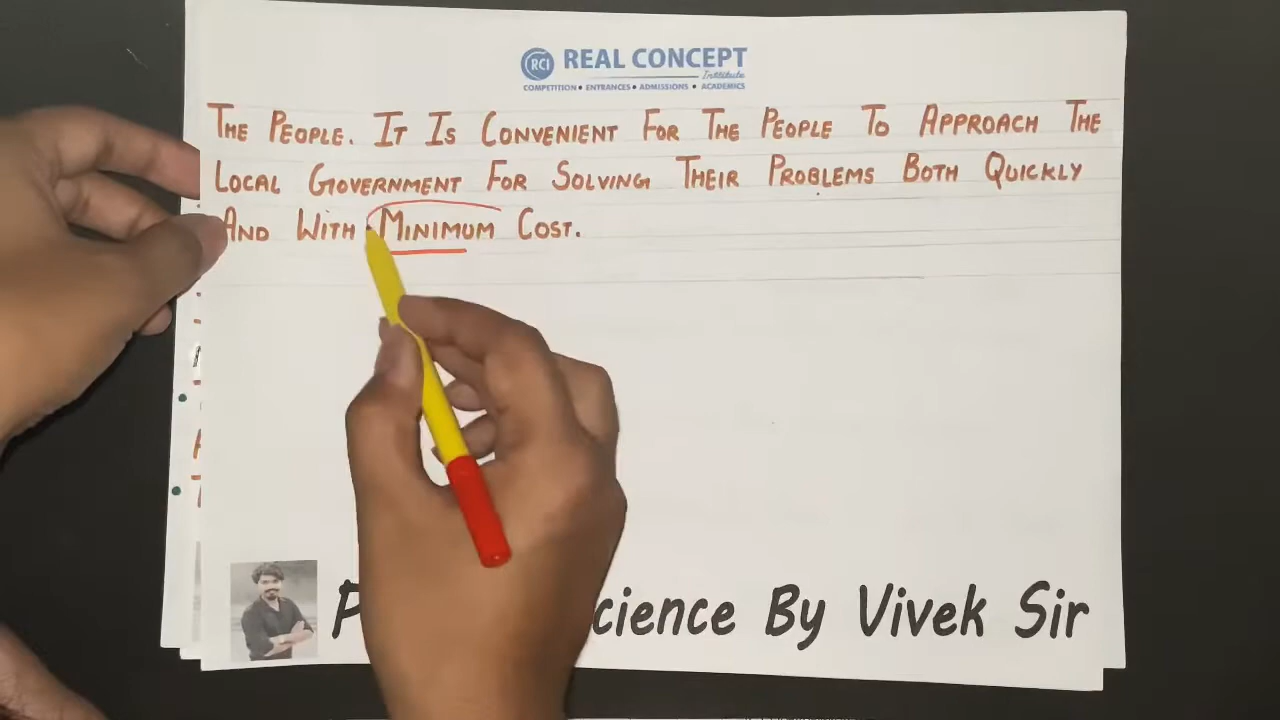 RCI REAL CONCEPT
Institute
COMPETITION • ENTRANCES • ADMISSIONS • ACADEMICS
THE PEOPLE. IT IS CONVENIENT FOR THE PEOPLE TO APPROACH THE
LOCAL GOVERNMENT FOR SOLVING THEIR PROBLEMS BOTH QUICKLY
AND WITH MINIMUM COST.
By Vivek Sir